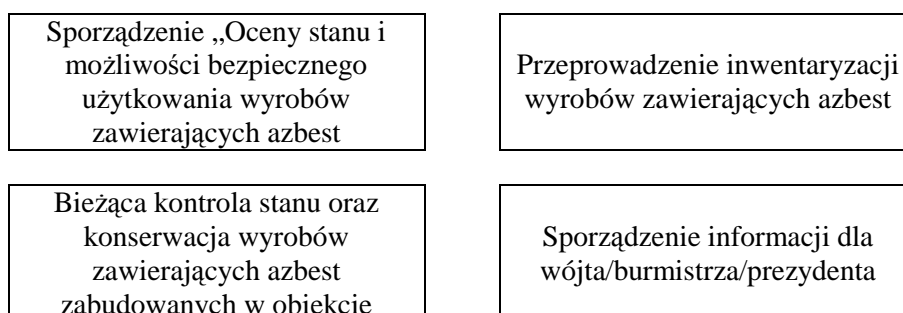 Sporządzenie „Oceny stanu i
możliwości bezpiecznego
użytkowania wyrobów
zawierających azbest
Przeprowadzenie inwentaryzacji
wyrobów zawierających azbest
Bieżąca kontrola stanu oraz
konserwacja wyrobów
zawierających azbest
zabudowanych w obiekcie
Sporządzenie informacji dla
wójta/burmistrza/prezydenta